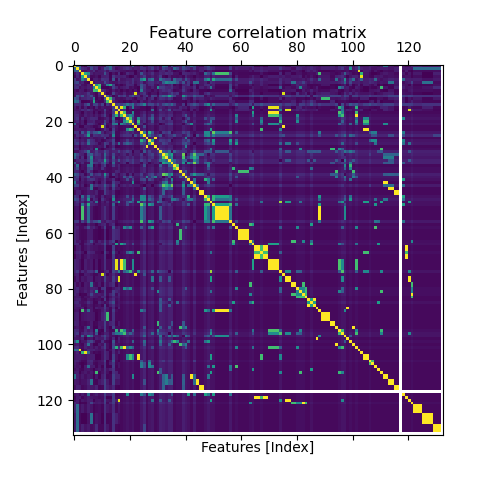 Feature correlation matrix
0 20 40 60 80 100 120
0
20
40
60
80
100
120
Features [Index]
Features [Index]